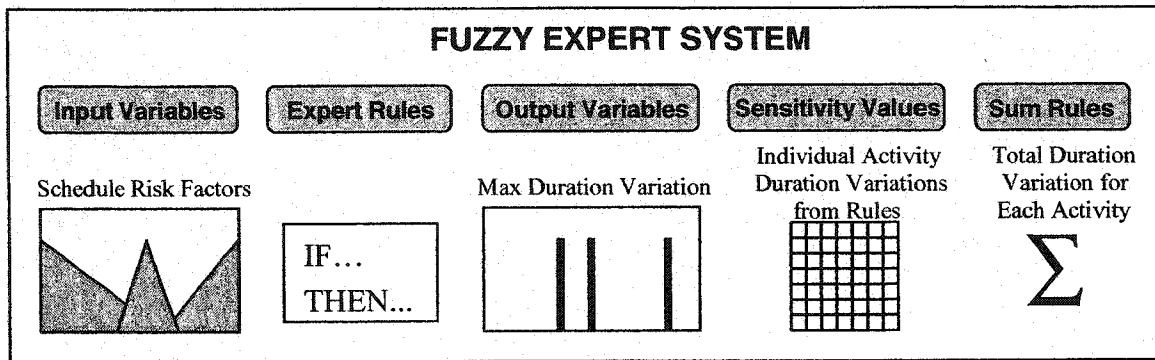 FUZZY EXPERT SYSTEM
Input Variables
Expert Rules
Output Variables
Sensitivity Values
Sum Rules
Schedule Risk Factors
IF…
THEN...
Max Duration Variation
Individual Activity
Duration Variations
from Rules
Total Duration
Variation for
Each Activity
Σ